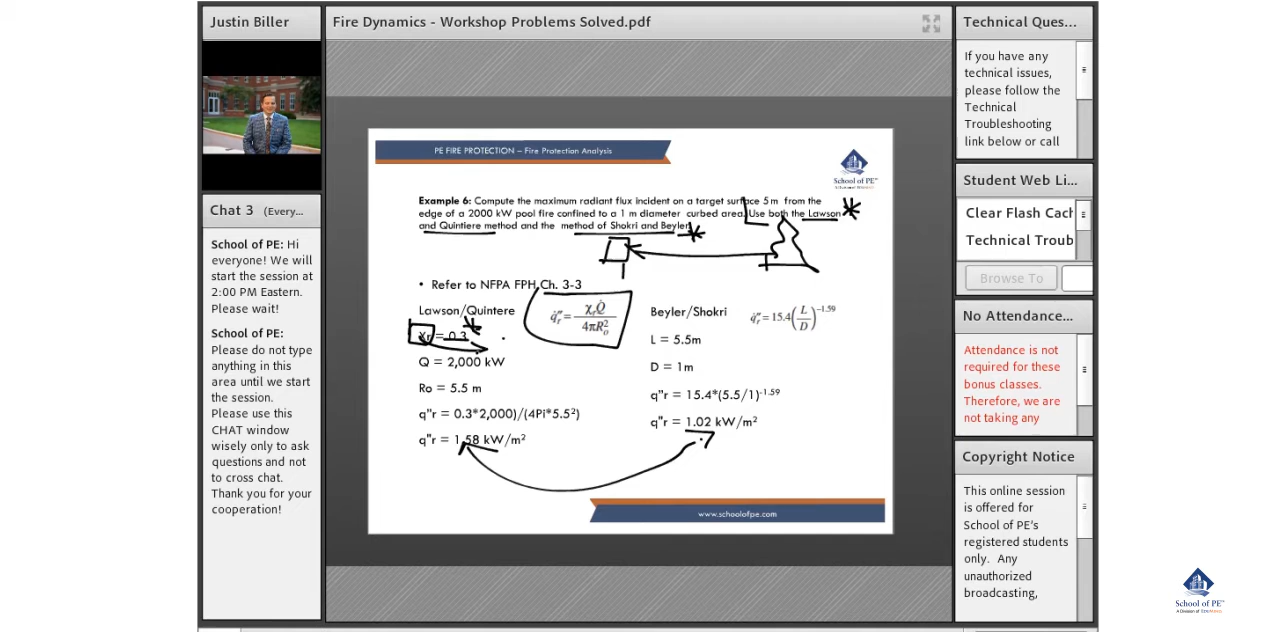 Justin Biller
Fire Dynamics - Workshop Problems Solved.pdf
Technical Ques...
If you have any
technical issues,
please follow the
Technical
Troubleshooting
link below or call
Student Web Li...
Clear Flash Cach
Technical Troub
Browse To
No Attendance...
Attendance is not
required for these
bonus classes.
Therefore, we are
not taking any
Copyright Notice
This online session
is offered for
School of PE's
registered students
only. Any
unauthorized
broadcasting,
Chat 3 (Every...
School of PE: Hi
everyone! We will
start the session at
2:00 PM Eastern.
Please wait!
School of PE:
Please do not type
anything in this
area until we start
the session.
Please use this
CHAT window
wisely only to ask
questions and not
to cross chat.
Thank you for your
cooperation!
PE FIRE PROTECTION – Fire Protection Analysis
School of PE™
Example 6: Compute the maximum radiant flux incident on a target surface 5 m from the
edge of a 2000 kW pool fire confined to a 1 m diameter curbed area. Use both the Lawson
and Quintiere method and the method of Shokri and Beyler.
• Refer to NFPA FPH, Ch. 3-3
Lawson/Quintere
q̇″r = χrQ̇ / 4πR²o
Xr = 0.3
Q = 2,000 kW
Ro = 5.5 m
q"r = 0.3*2,000)/(4Pi*5.5²)
q"r = 1.58 kW/m²
Beyler/Shokri
q̇″r = 15.4(L/D)^-1.59
L = 5.5m
D = 1m
q"r = 15.4*(5.5/1)^-1.59
q"r = 1.02 kW/m²
www.schoolofpe.com
School of PE™